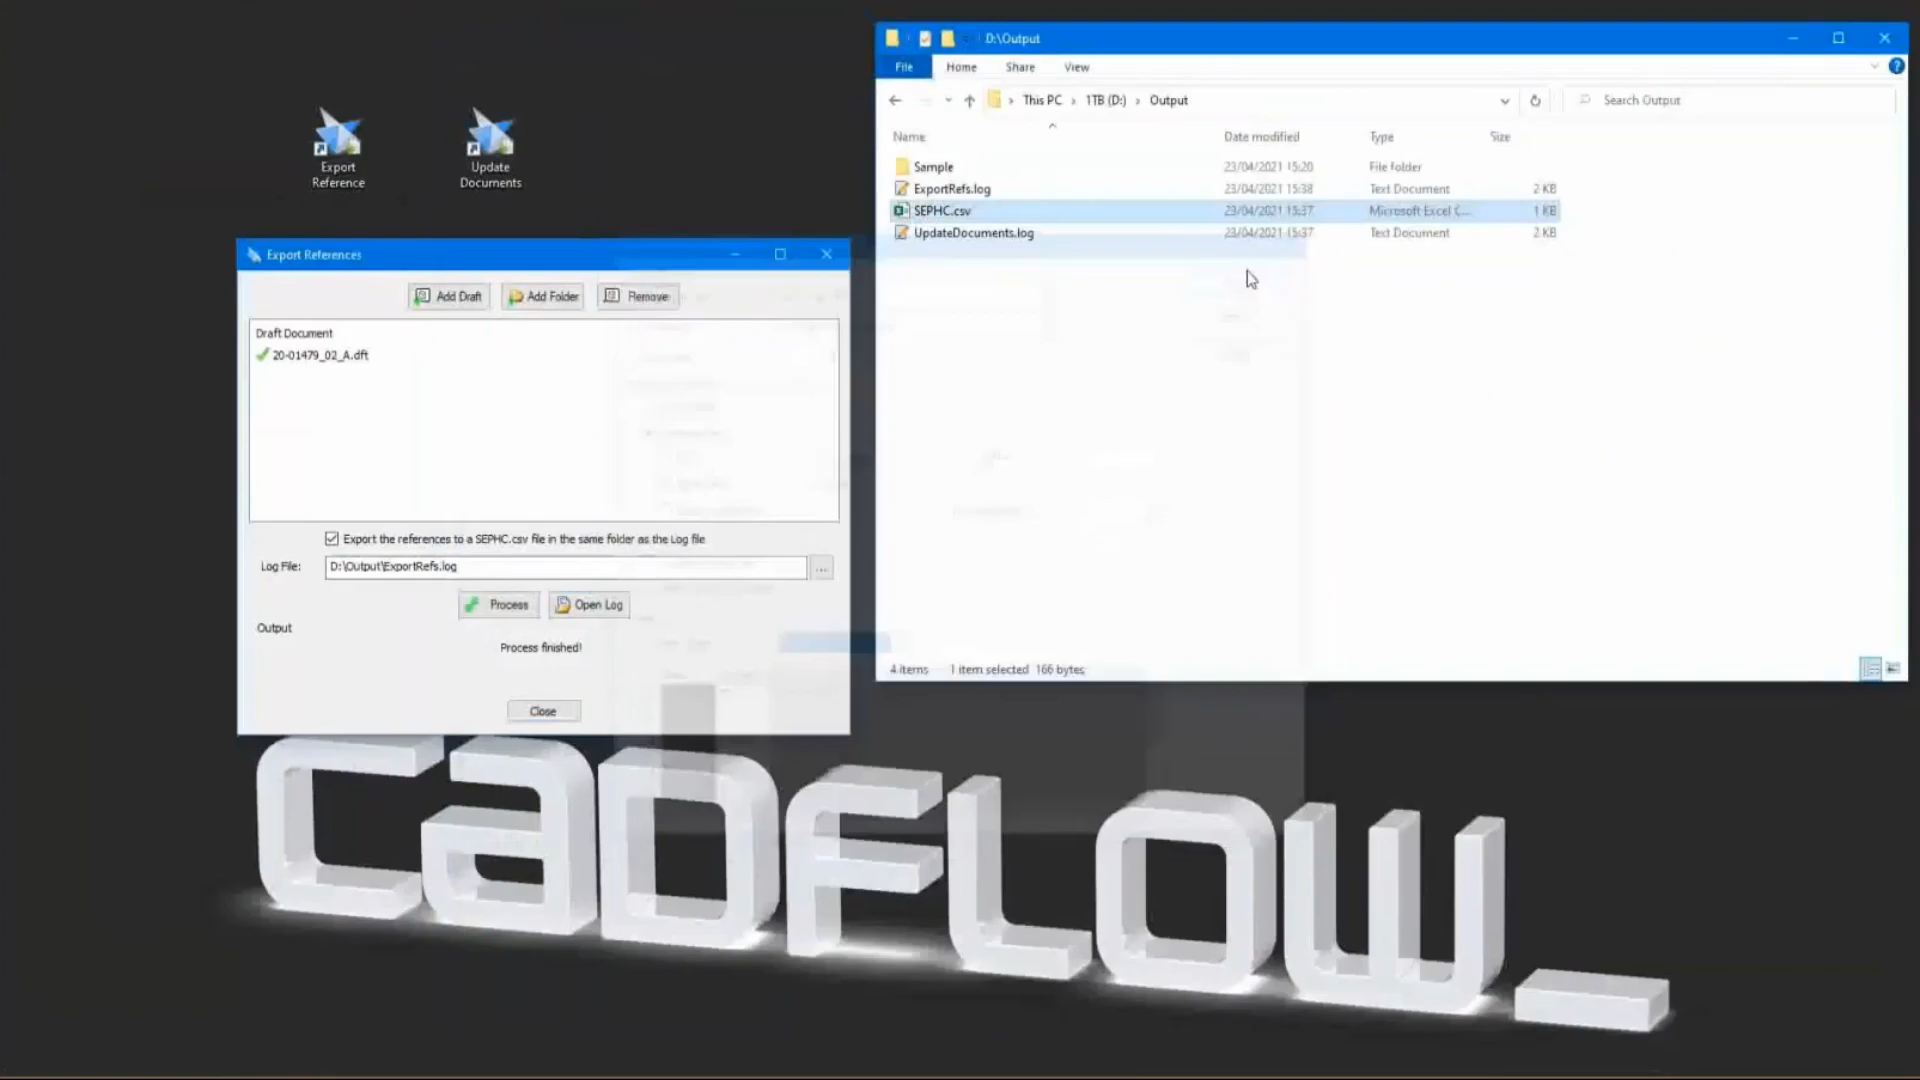 Export
Reference
Update
Documents
D:\Output
File Home Share View
This PC > 1TB (D:) > Output
Search Output
Name Date modified Type Size
Sample 23/04/2021 15:20 File folder
ExportRefs.log 23/04/2021 15:38 Text Document 2 KB
SEPHC.csv 23/04/2021 15:37 Microsoft Excel C... 1 KB
UpdateDocuments.log 23/04/2021 15:37 Text Document 2 KB
4 items 1 item selected 166 bytes
Export References
Add Draft Add Folder Remove
Draft Document
20-01479_02_A.dft
Export the references to a SEPHC.csv file in the same folder as the Log file
Log File: D:\Output\ExportRefs.log ...
Process Open Log
Output
Process finished!
Close
CADFLOW_